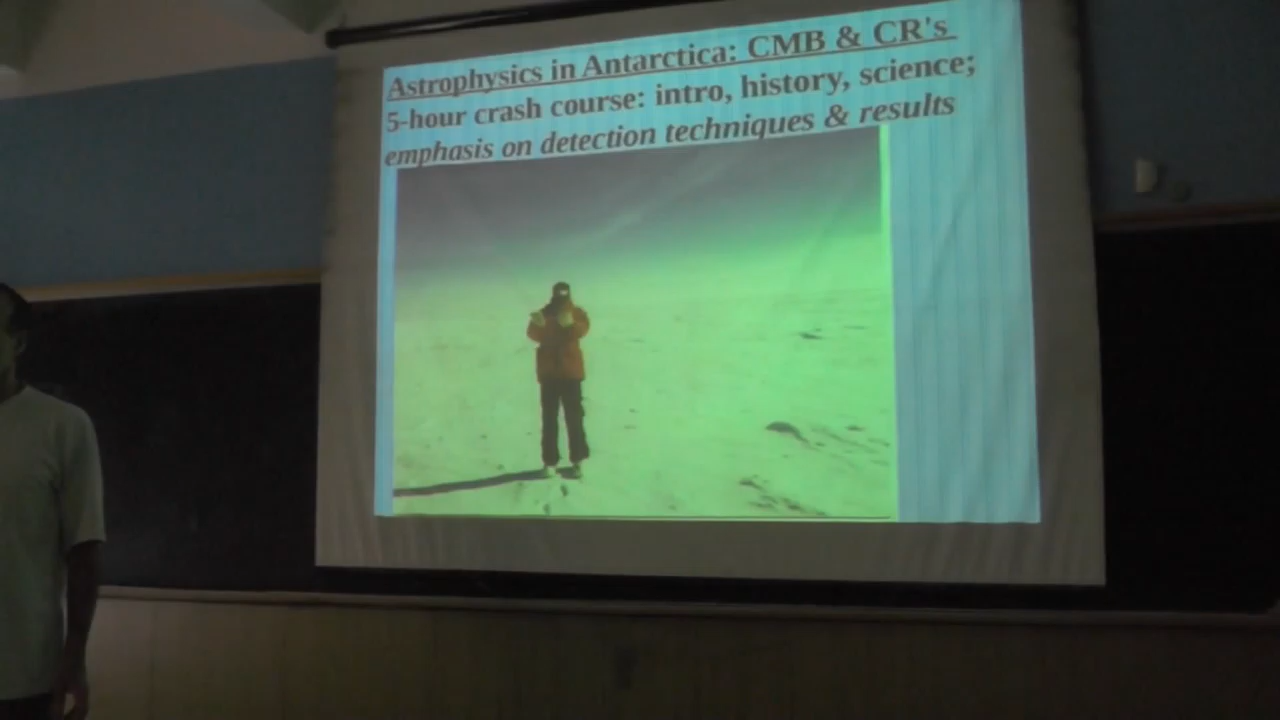 Astrophysics in Antarctica: CMB & CR's
5-hour crash course: intro, history, science;
emphasis on detection techniques & results